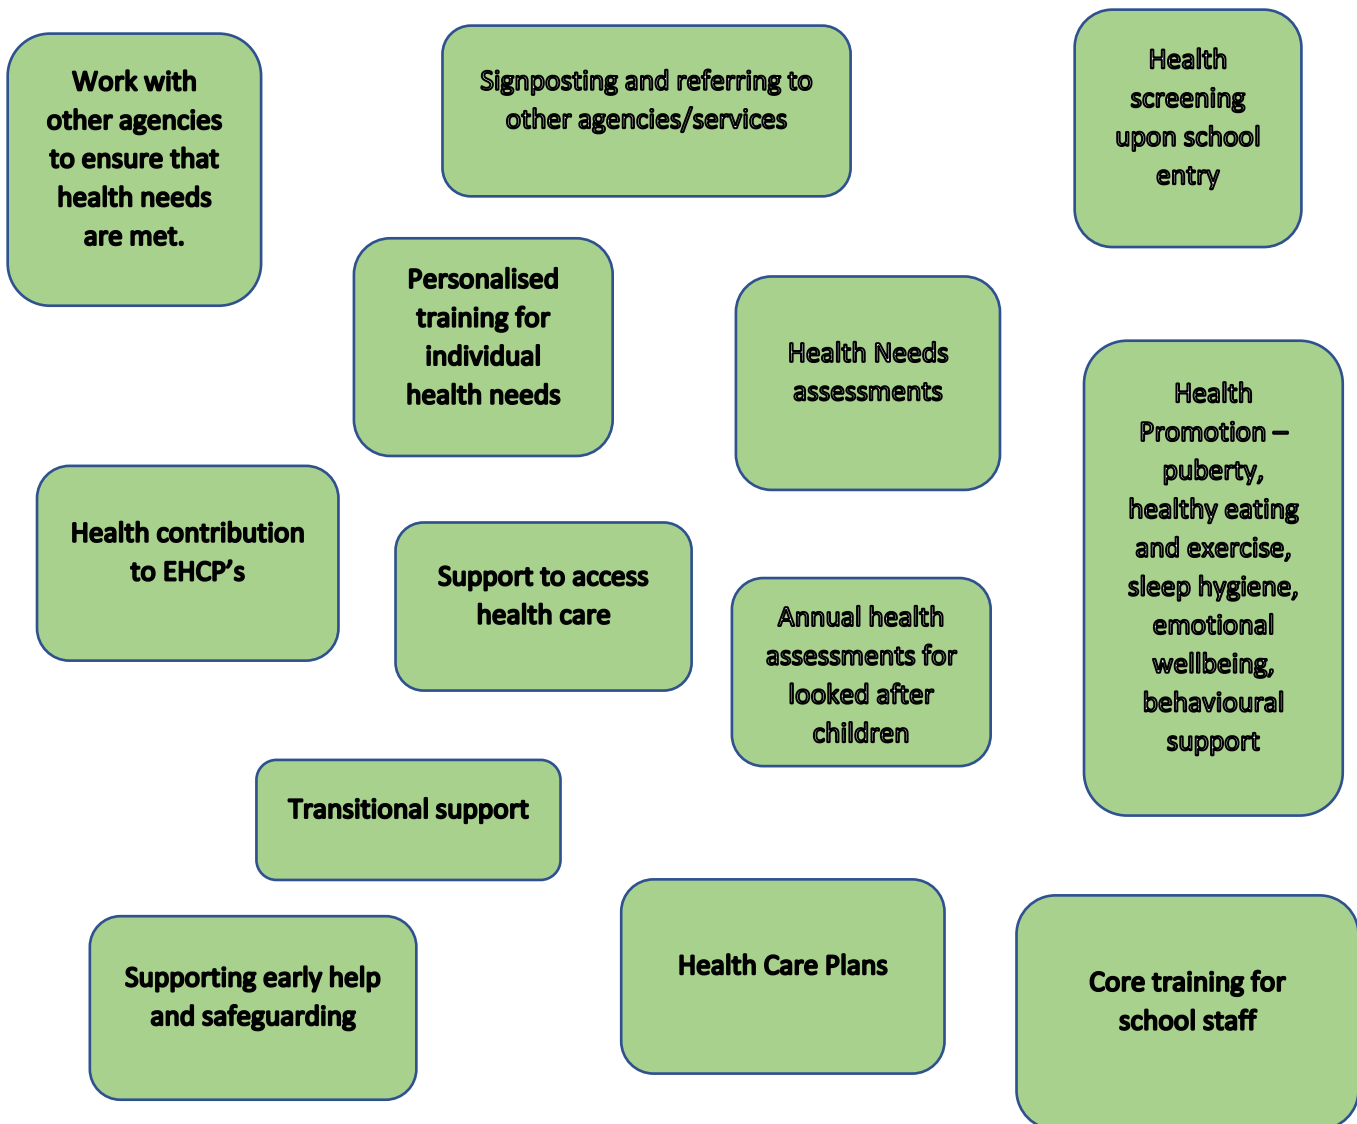 Work with
other agencies
to ensure that
health needs
are met.
Signposting and referring to
other agencies/services
Health
screening
upon school
entry
Personalised
training for
individual
health needs
Health Needs
assessments
Health
Promotion –
puberty,
healthy eating
and exercise,
sleep hygiene,
emotional
wellbeing,
behavioural
support
Health contribution
to EHCP’s
Support to access
health care
Annual health
assessments for
looked after
children
Transitional support
Supporting early help
and safeguarding
Health Care Plans
Core training for
school staff